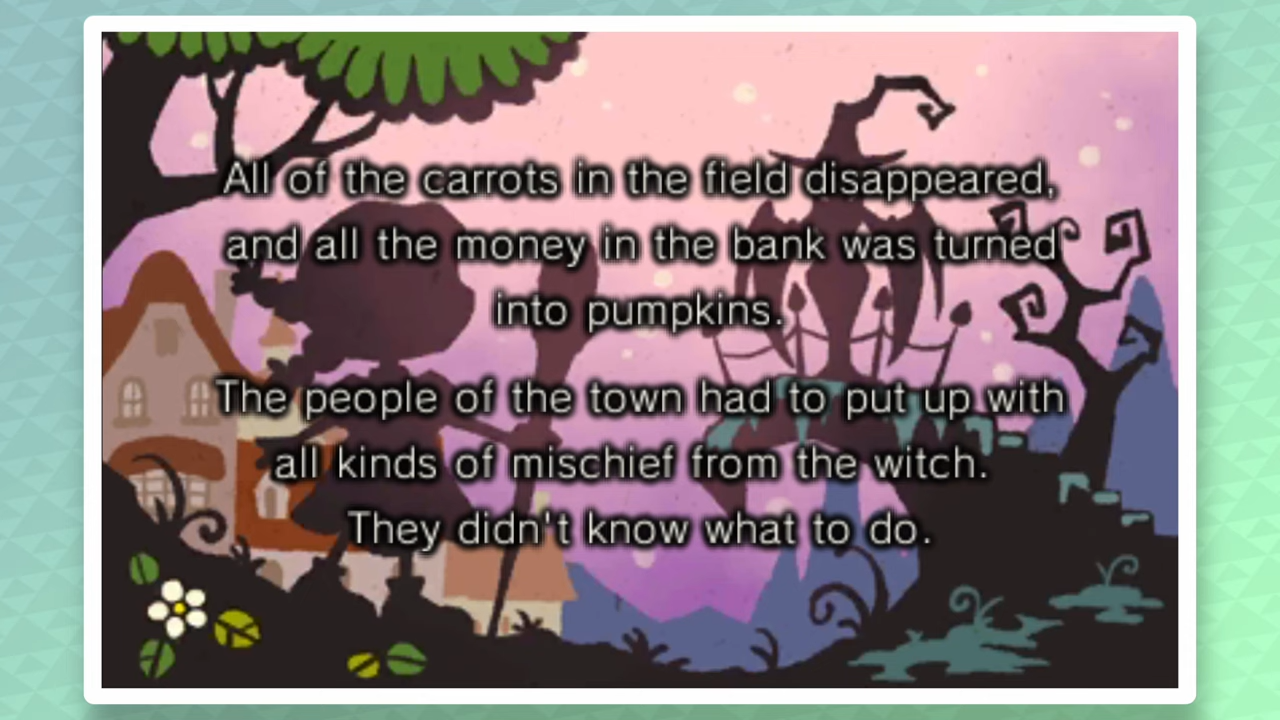 All of the carrots in the field disappeared,
and all the money in the bank was turned
into pumpkins.
The people of the town had to put up with
all kinds of mischief from the witch.
They didn't know what to do.